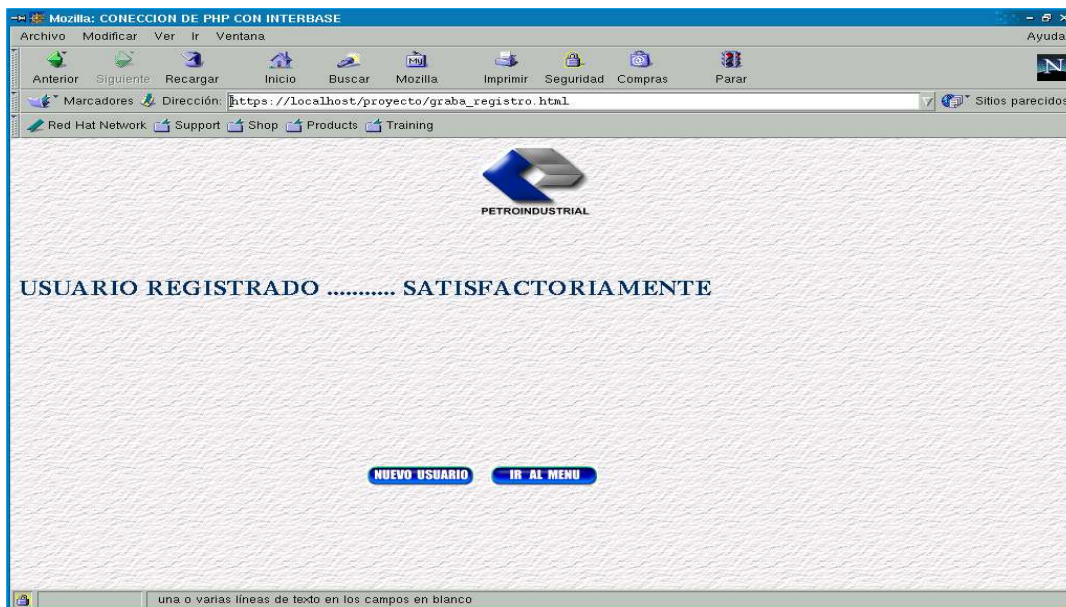 Mozilla: CONECCION DE PHP CON INTERBASE
Archivo Modificar Ver Ir Ventana Ayuda
Anterior Siguiente Recargar Inicio Buscar Mozilla Imprimir Seguridad Compras Parar
My
N
Marcadores Dirección: https://localhost/proyecto/graba_registro.html Sitios parecidos
Red Hat Network Support Shop Products Training
PETROINDUSTRIAL
USUARIO REGISTRADO ........... SATISFACTORIAMENTE
NUEVO USUARIO IR AL MENU
una o varias líneas de texto en los campos en blanco